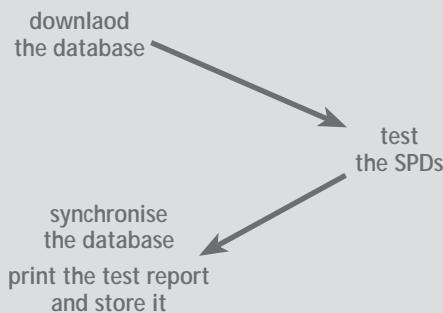 downlaod
the database
test
the SPDs
synchronise
the database
print the test report
and store it